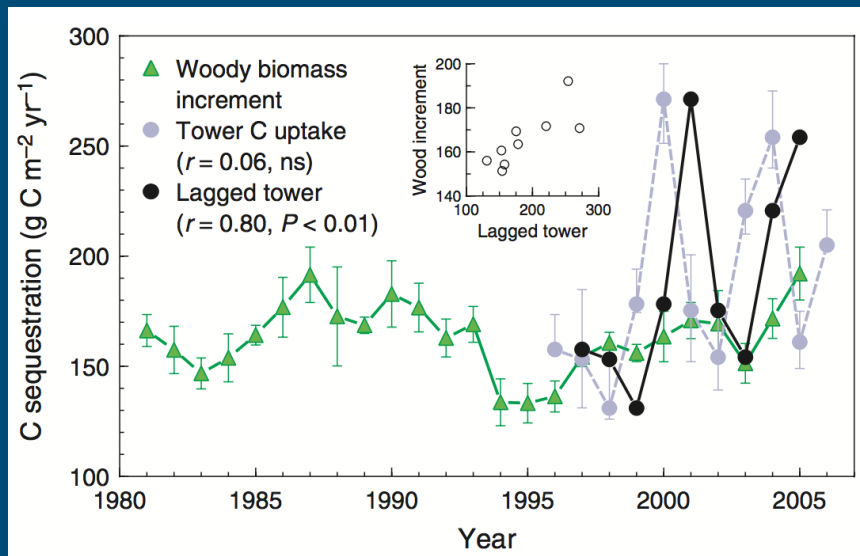 300
250
200
150
100
C sequestration (g C m⁻² yr⁻¹)
Woody biomass
increment
Tower C uptake
(r = 0.06, ns)
Lagged tower
(r = 0.80, P < 0.01)
200
180
160
140
Wood increment
100
200
300
Lagged tower
1980
1985
1990
1995
2000
2005
Year